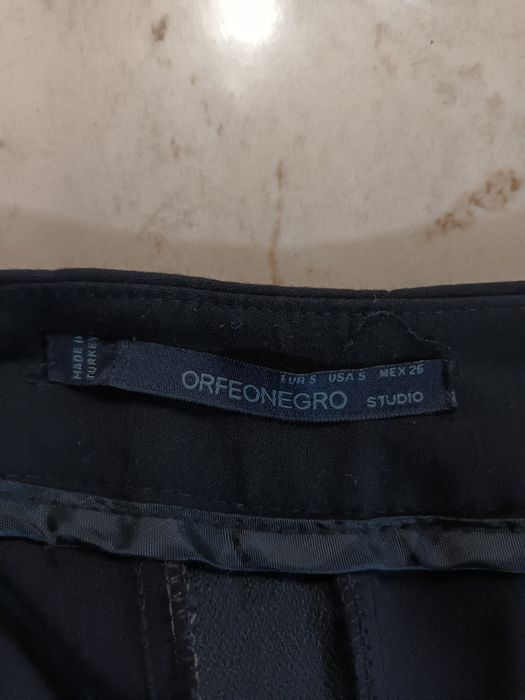 MADE IN
TURKEY
EUR S USA S MEX 26
ORFEONEGRO STUDIO